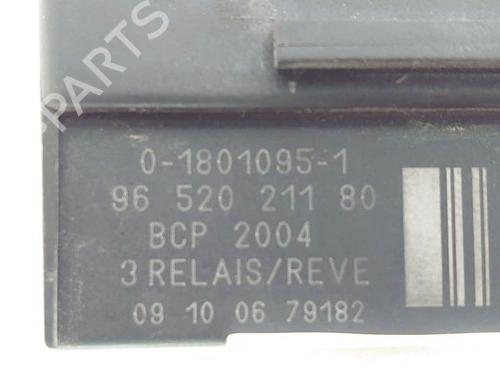 PARTS
0-1801095-1
96 520 211 80
BCP 2004
3 RELAIS/REVE
09 10 06 79182